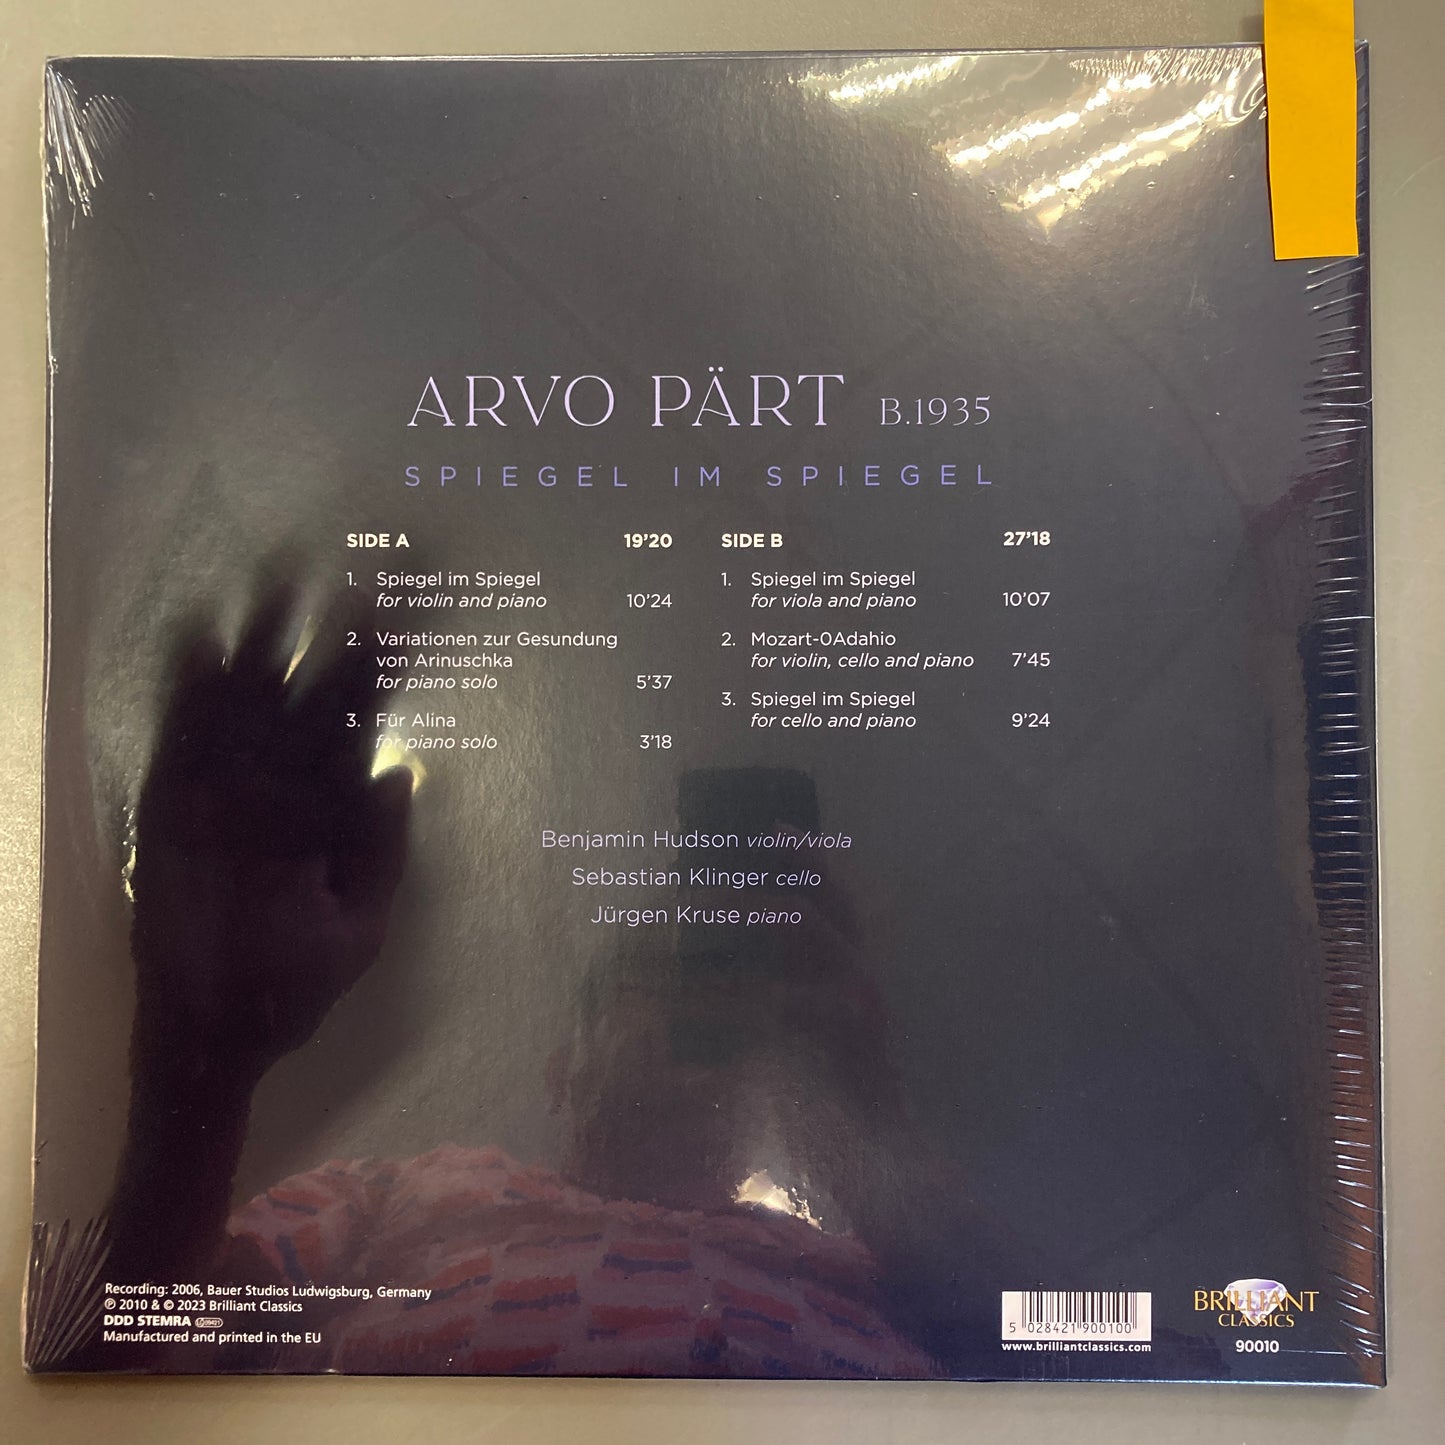 ARVO PÄRT B.1935
SPIEGEL IM SPIEGEL
SIDE A 19’20
1. Spiegel im Spiegel
for violin and piano 10’24
2. Variationen zur Gesundung
von Arinuschka
for piano solo 5’37
3. Für Alina
for piano solo 3’18
SIDE B 27’18
1. Spiegel im Spiegel
for viola and piano 10’07
2. Mozart-0Adahio
for violin, cello and piano 7’45
3. Spiegel im Spiegel
for cello and piano 9’24
Benjamin Hudson violin/viola
Sebastian Klinger cello
Jürgen Kruse piano
Recording: 2006, Bauer Studios Ludwigsburg, Germany
℗ 2010 & © 2023 Brilliant Classics
DDD STEMRA
Manufactured and printed in the EU
5 028421 900100
www.brilliantclassics.com
BRILLIANT
CLASSICS
90010